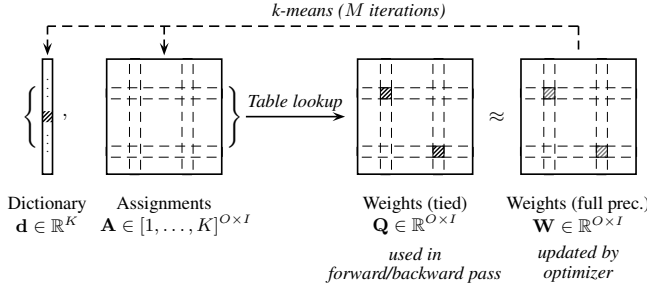 k-means (M iterations)
{ , } Table lookup ≈
Dictionary Assignments Weights (tied) Weights (full prec.)
d ∈ ℝ^K A ∈ [1, . . . , K]^{O×I} Q ∈ ℝ^{O×I} W ∈ ℝ^{O×I}
used in updated by
forward/backward pass optimizer